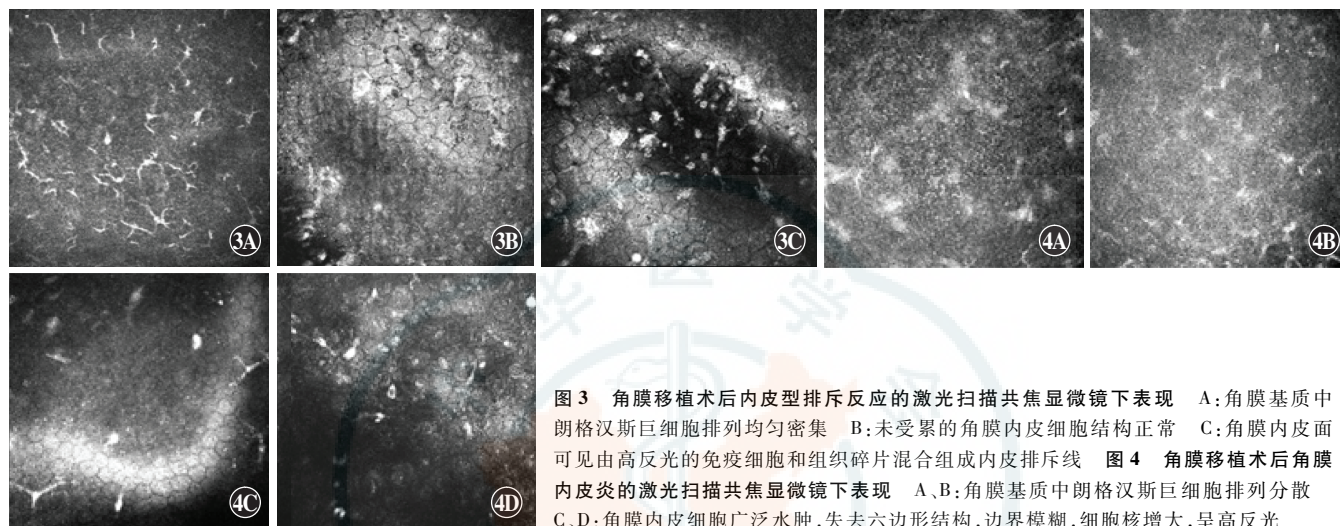 3A
3B
3C
4A
4B
4C
4D
图 3 角膜移植术后内皮型排斥反应的激光扫描共焦显微镜下表现 A:角膜基质中
朗格汉斯巨细胞排列均匀密集 B:未受累的角膜内皮细胞结构正常 C:角膜内皮面
可见由高反光的免疫细胞和组织碎片混合组成内皮排斥线 图 4 角膜移植术后角膜
内皮炎的激光扫描共焦显微镜下表现 A、B:角膜基质中朗格汉斯巨细胞排列分散
C、D:角膜内皮细胞广泛水肿,失去六边形结构,边界模糊,细胞核增大,呈高反光